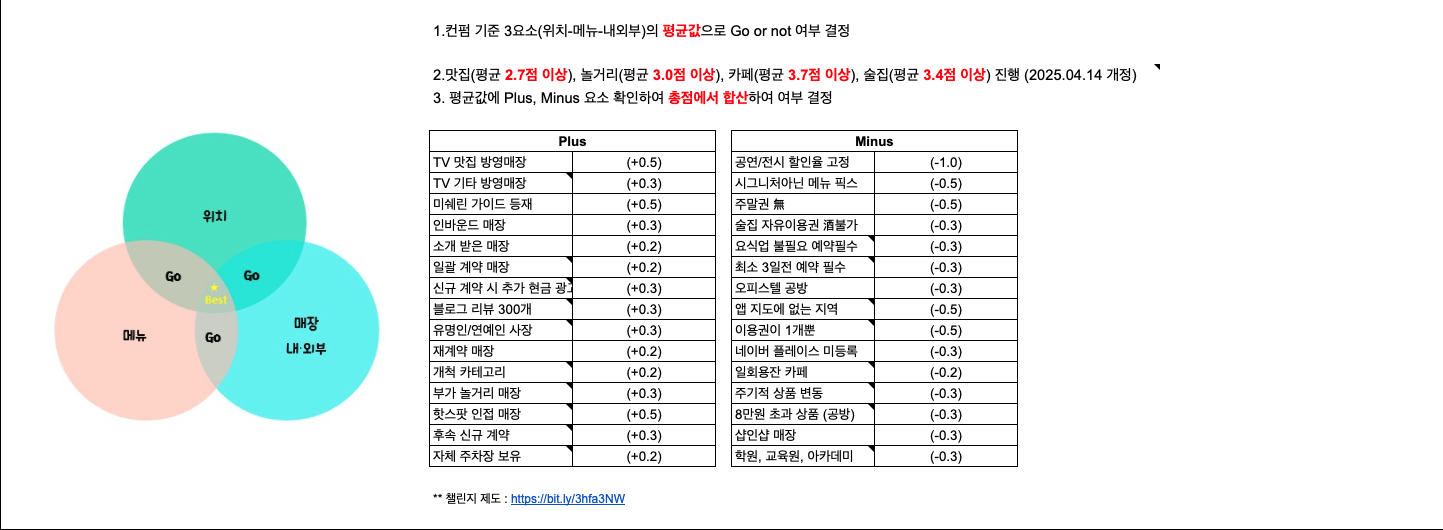 1.컨펌 기준 3요소(위치-메뉴-내외부)의 평균값으로 Go or not 여부 결정
2.맛집(평균 2.7점 이상), 놀거리(평균 3.0점 이상), 카페(평균 3.7점 이상), 술집(평균 3.4점 이상) 진행 (2025.04.14 개정)
3. 평균값에 Plus, Minus 요소 확인하여 총점에서 합산하여 여부 결정
위치
Go
Go
★
Best
메뉴
Go
매장
내·외부
Plus
TV 맛집 방영매장 (+0.5)
TV 기타 방영매장 (+0.3)
미쉐린 가이드 등재 (+0.5)
인바운드 매장 (+0.3)
소개 받은 매장 (+0.2)
일괄 계약 매장 (+0.2)
신규 계약 시 추가 현금 광고 (+0.3)
블로그 리뷰 300개 (+0.3)
유명인/연예인 사장 (+0.3)
재계약 매장 (+0.2)
개척 카테고리 (+0.2)
부가 놀거리 매장 (+0.3)
핫스팟 인접 매장 (+0.5)
후속 신규 계약 (+0.3)
자체 주차장 보유 (+0.2)
Minus
공연/전시 할인율 고정 (-1.0)
시그니처아닌 메뉴 픽스 (-0.5)
주말권 無 (-0.5)
술집 자유이용권 酒불가 (-0.3)
요식업 불필요 예약필수 (-0.3)
최소 3일전 예약 필수 (-0.3)
오피스텔 공방 (-0.3)
앱 지도에 없는 지역 (-0.5)
이용권이 1개뿐 (-0.5)
네이버 플레이스 미등록 (-0.3)
일회용잔 카페 (-0.2)
주기적 상품 변동 (-0.3)
8만원 초과 상품 (공방) (-0.3)
샵인샵 매장 (-0.3)
학원, 교육원, 아카데미 (-0.3)
** 챌린지 제도 : https://bit.ly/3hfa3NW